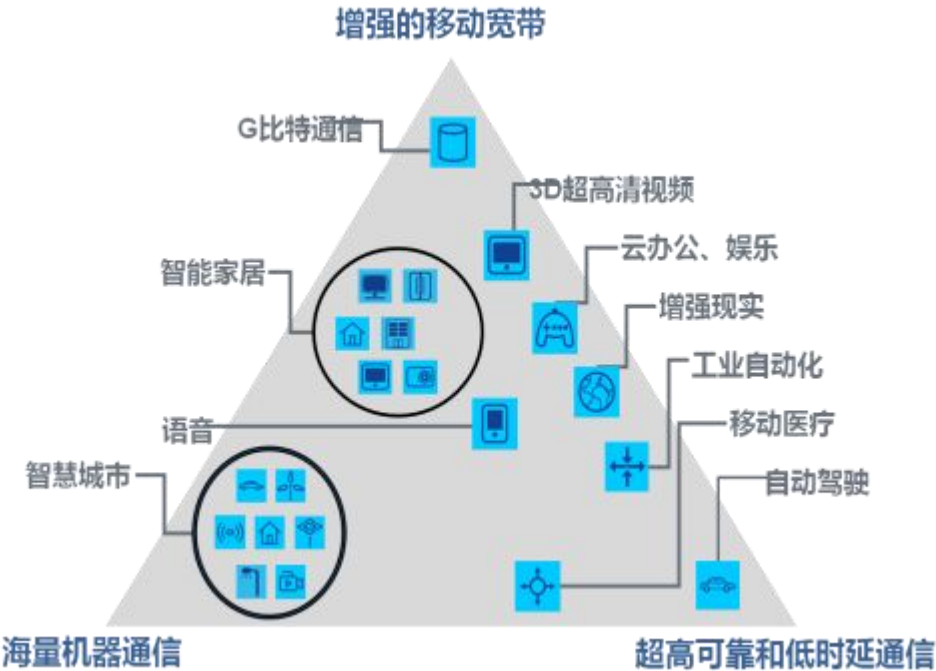 增强的移动宽带
G比特通信
3D超高清视频
云办公、娱乐
智能家居
增强现实
工业自动化
移动医疗
语音
智慧城市
自动驾驶
海量机器通信
超高可靠和低时延通信